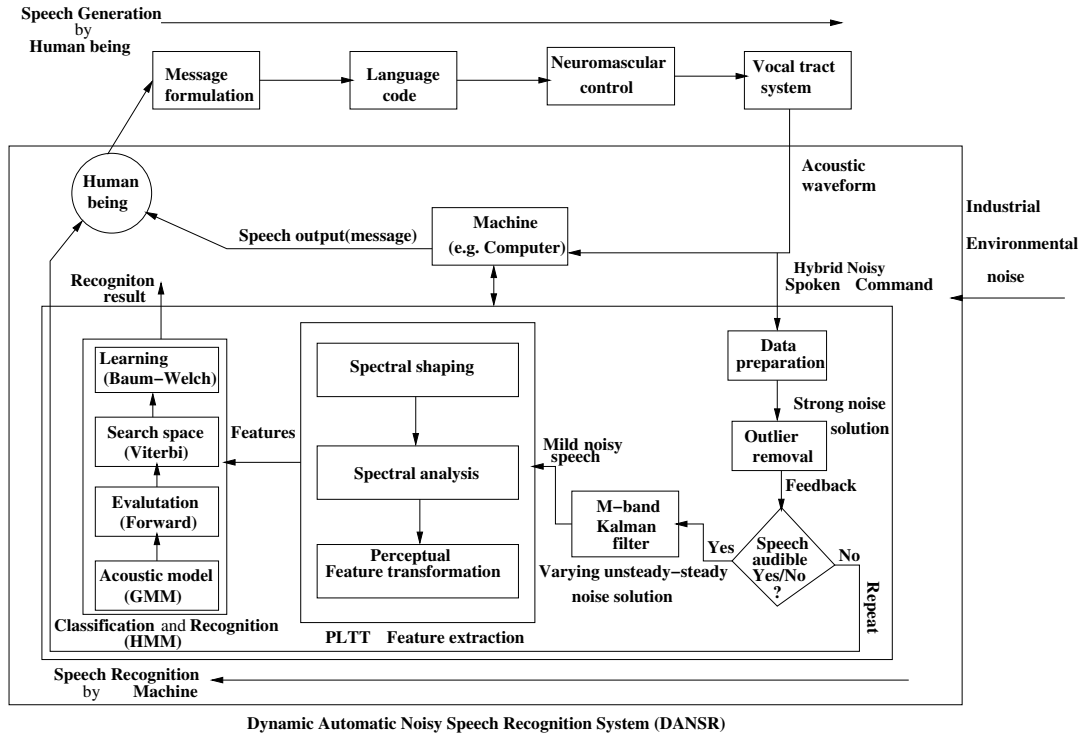 Speech Generation
by
Human being
Message
formulation
Language
code
Neuromascular
control
Vocal tract
system
Human
being
Acoustic
waveform
Machine
(e.g. Computer)
Speech output(message)
Industrial
Environmental
noise
Hybrid Noisy
Spoken Command
Recogniton
result
Learning
(Baum−Welch)
Search space
(Viterbi)
Evalutation
(Forward)
Acoustic model
(GMM)
Classification and Recognition
(HMM)
Features
Spectral shaping
Spectral analysis
Perceptual
Feature transformation
PLTT Feature extraction
Mild noisy
speech
M−band
Kalman
filter
Varying unsteady−steady
noise solution
Data
preparation
Strong noise
solution
Outlier
removal
Feedback
Speech
audible
Yes/No
?
Yes
No
Repeat
Speech Recognition
by Machine
Dynamic Automatic Noisy Speech Recognition System (DANSR)